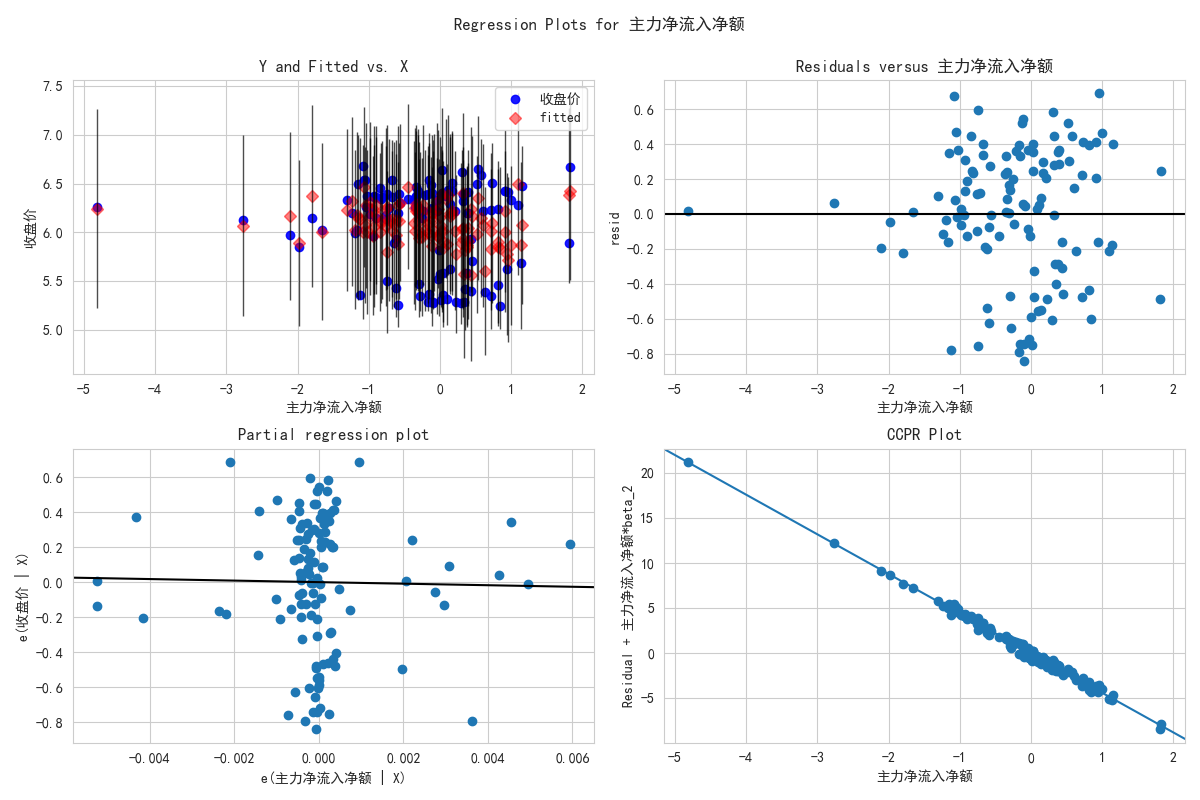 Regression Plots for 主力净流入净额
Y and Fitted vs. X
收盘价
7.5
7.0
6.5
6.0
5.5
5.0
收盘价
fitted
−5 −4 −3 −2 −1 0 1 2
主力净流入净额
Residuals versus 主力净流入净额
resid
0.6
0.4
0.2
0.0
−0.2
−0.4
−0.6
−0.8
−5 −4 −3 −2 −1 0 1 2
主力净流入净额
Partial regression plot
e(收盘价 | X)
0.6
0.4
0.2
0.0
−0.2
−0.4
−0.6
−0.8
−0.004 −0.002 0.000 0.002 0.004 0.006
e(主力净流入净额 | X)
CCPR Plot
Residual + 主力净流入净额*beta_2
20
15
10
5
0
−5
−5 −4 −3 −2 −1 0 1 2
主力净流入净额